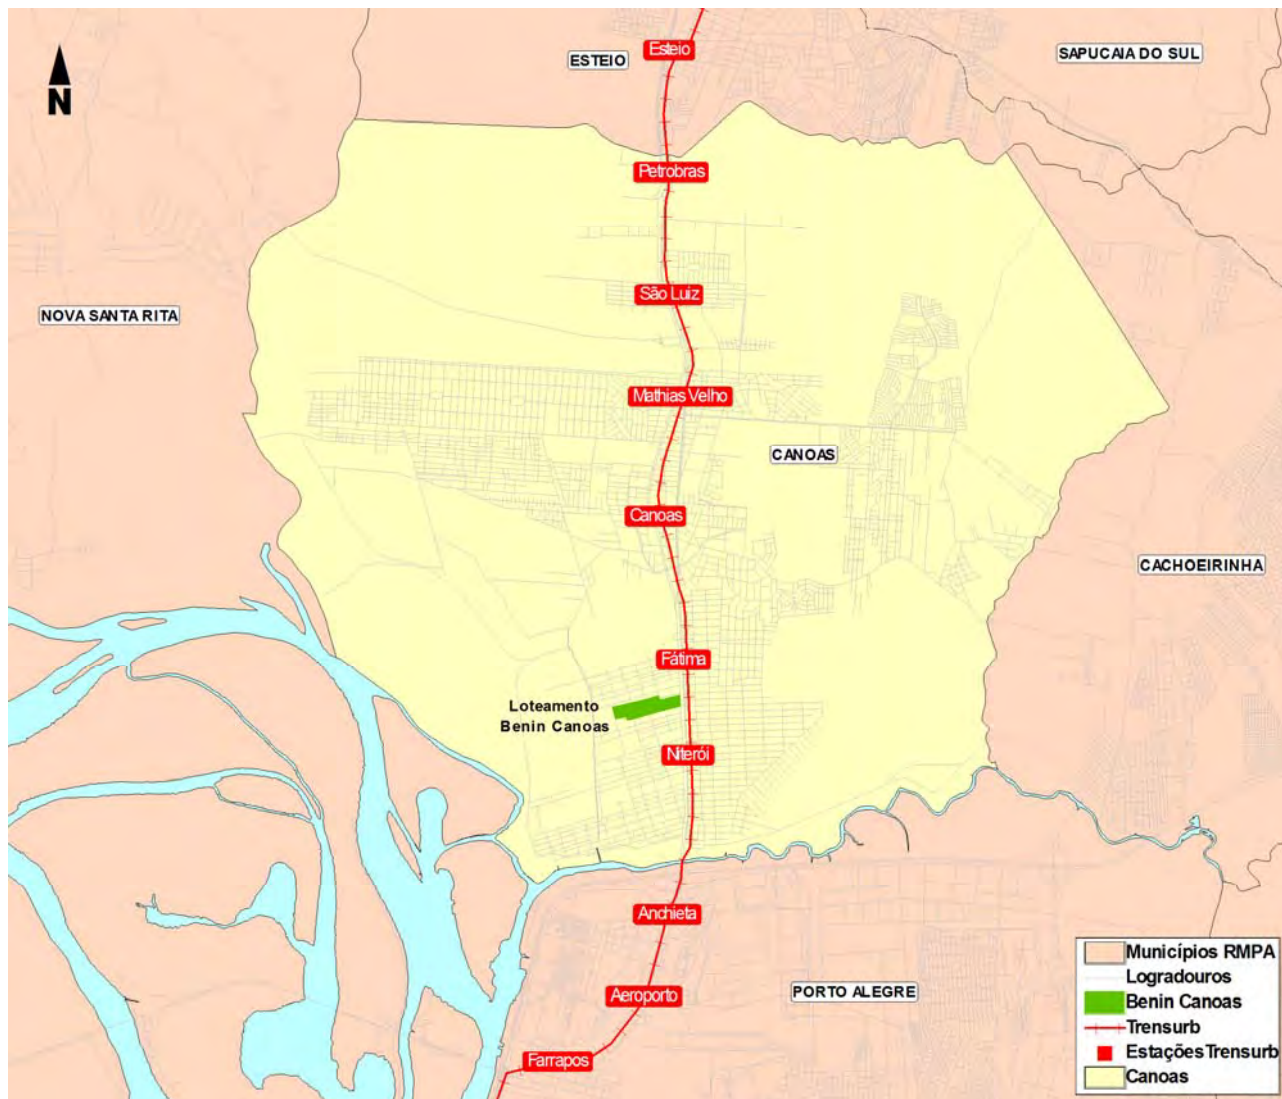 Esteio
ESTEIO
SAPUCAIA DO SUL
N
Petrobras
São Luiz
NOVA SANTA RITA
Mathias Velho
CANOAS
Canoas
CACHOEIRINHA
Fátima
Loteamento
Benin Canoas
Niterói
Anchieta
Aeroporto
PORTO ALEGRE
Farrapos
Municípios RMPA
Logradouros
Benin Canoas
Trensurb
Estações Trensurb
Canoas